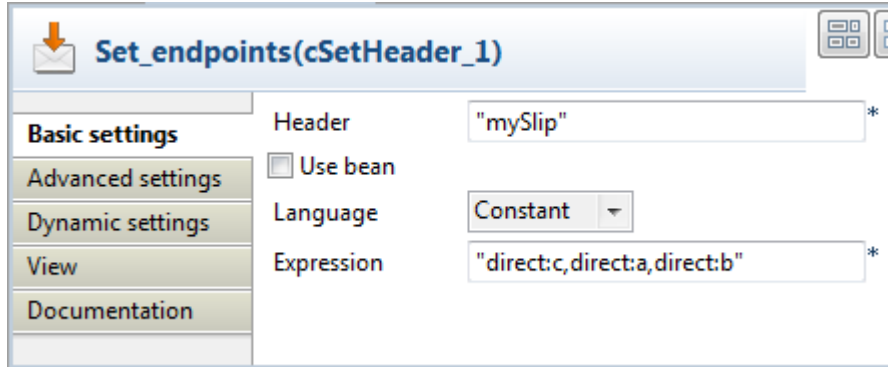 Set_endpoints(cSetHeader_1)
Basic settings
Advanced settings
Dynamic settings
View
Documentation
Header "mySlip" *
Use bean
Language Constant
Expression "direct:c,direct:a,direct:b" *